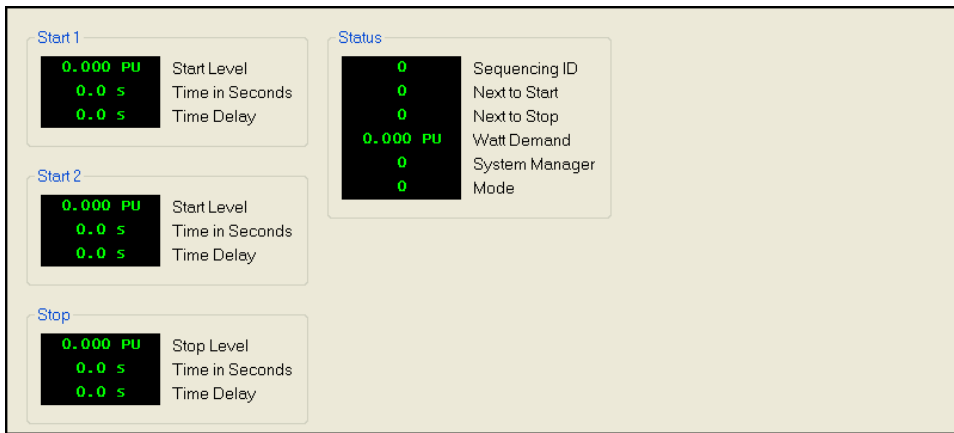 Start 1
0.000 PU Start Level
0.0 s Time in Seconds
0.0 s Time Delay
Start 2
0.000 PU Start Level
0.0 s Time in Seconds
0.0 s Time Delay
Stop
0.000 PU Stop Level
0.0 s Time in Seconds
0.0 s Time Delay
Status
0 Sequencing ID
0 Next to Start
0 Next to Stop
0.000 PU Watt Demand
0 System Manager
0 Mode